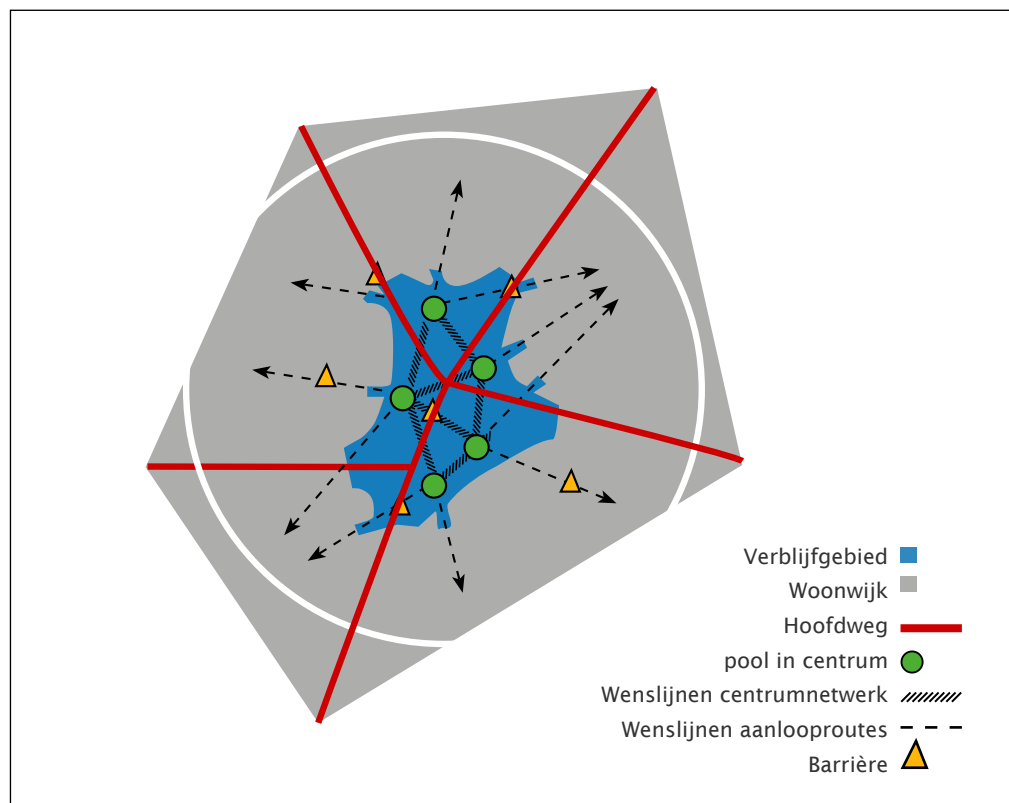 Verblijfgebied
Woonwijk
Hoofdweg
pool in centrum
Wenslijnen centrumnetwerk
Wenslijnen aanlooproutes
Barrière